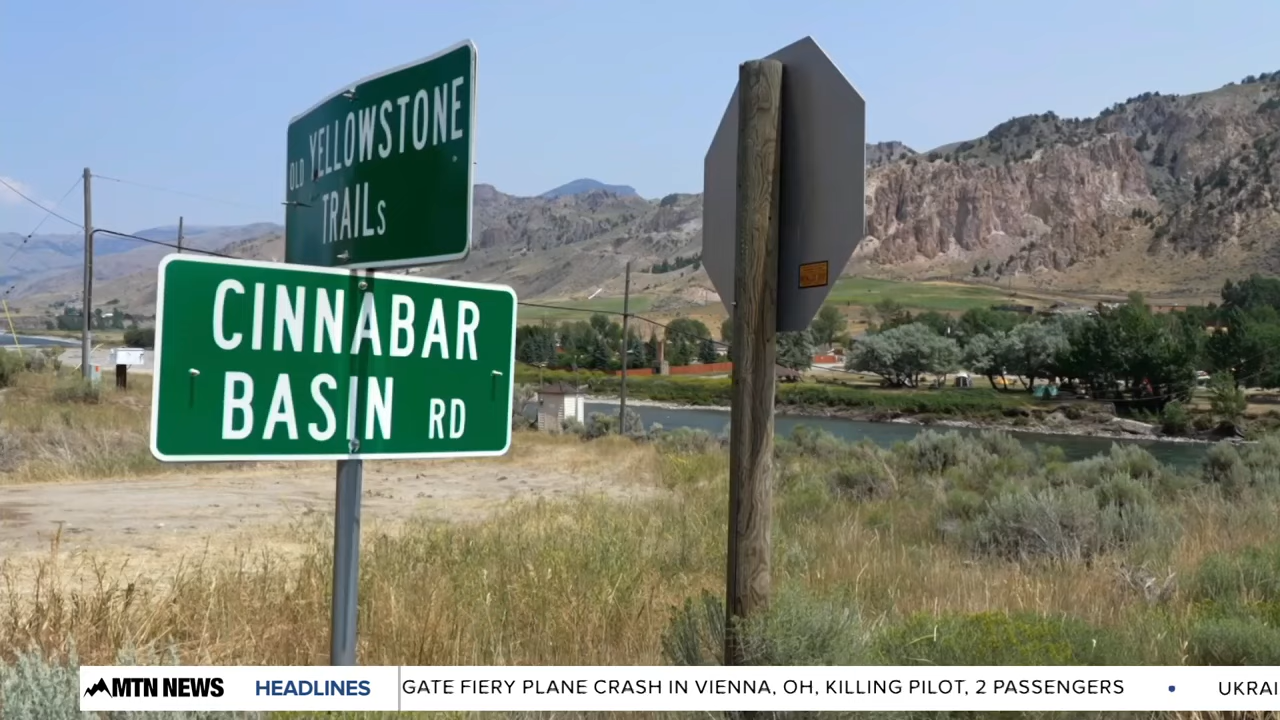 OLD YELLOWSTONE
TRAILS
CINNABAR
BASIN RD
MTN NEWS
HEADLINES
GATE FIERY PLANE CRASH IN VIENNA, OH, KILLING PILOT, 2 PASSENGERS • UKRAI